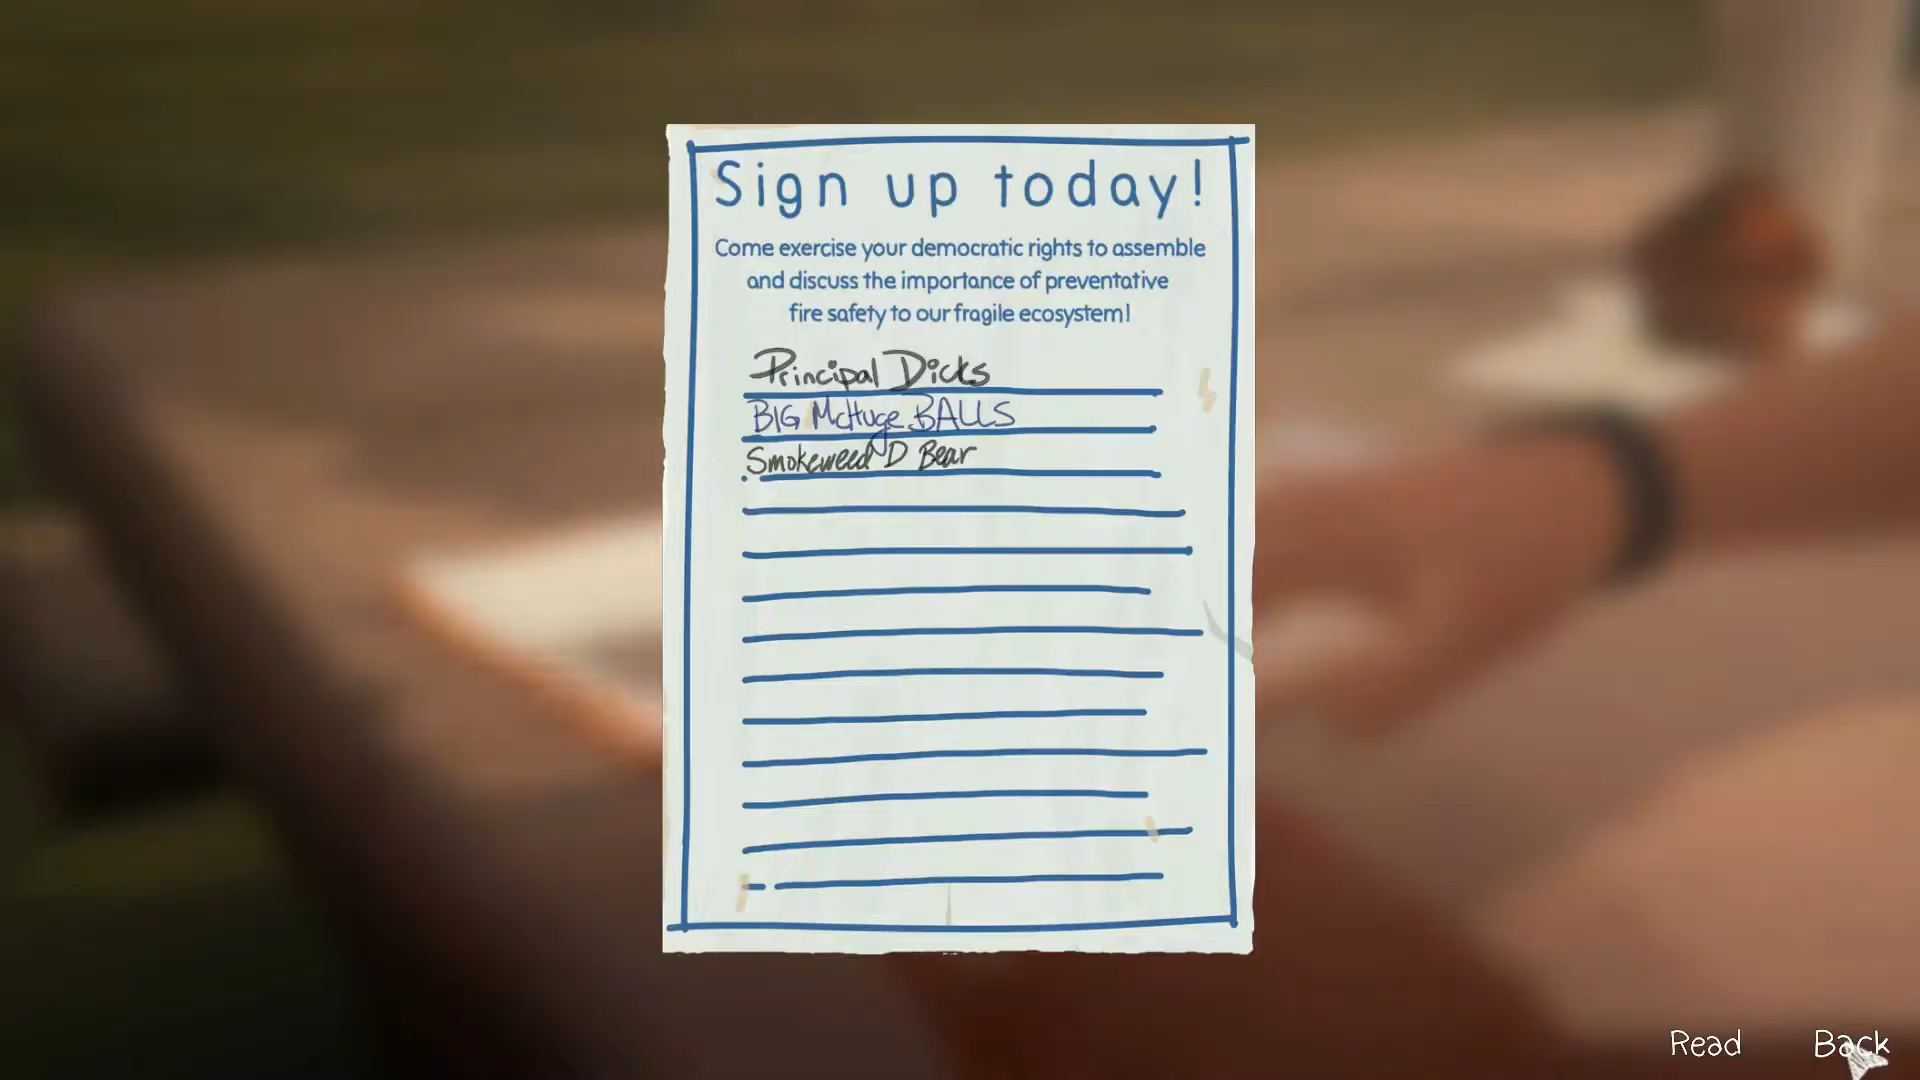 Sign up today!
Come exercise your democratic rights to assemble
and discuss the importance of preventative
fire safety to our fragile ecosystem!
Principal Dicks
BIG McHuge BALLS
Smokeweed D Bear
Read Back